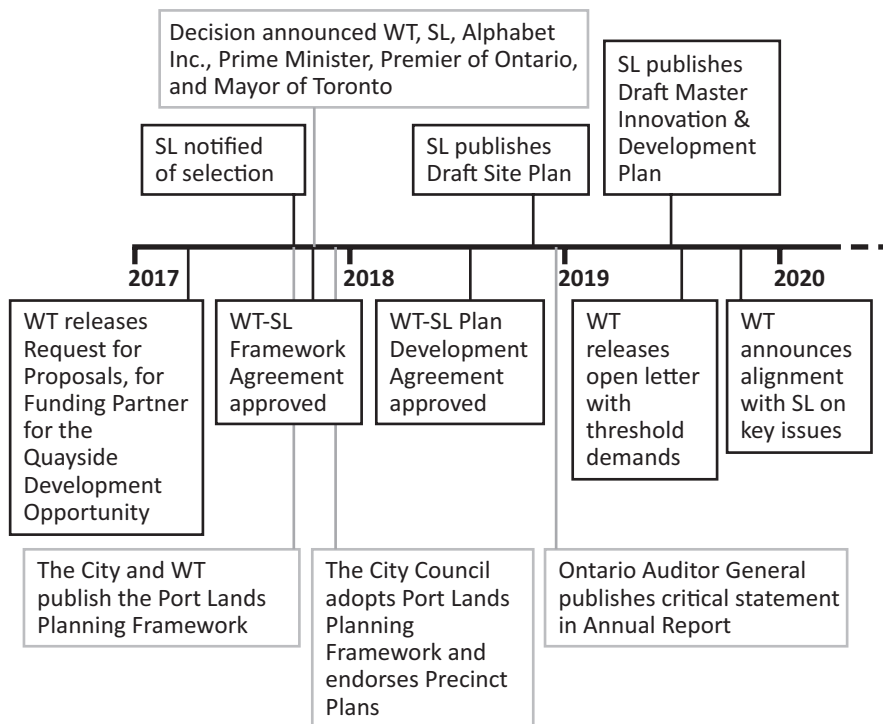 Decision announced WT, SL, Alphabet
Inc., Prime Minister, Premier of Ontario,
and Mayor of Toronto
SL notified
of selection
SL publishes
Draft Site Plan
SL publishes
Draft Master
Innovation &
Development
Plan
2017
2018
2019
2020
WT releases
Request for
Proposals, for
Funding Partner
for the
Quayside
Development
Opportunity
WT-SL
Framework
Agreement
approved
WT-SL Plan
Development
Agreement
approved
WT
releases
open letter
with
threshold
demands
WT
announces
alignment
with SL on
key issues
The City and WT
publish the Port Lands
Planning Framework
The City Council
adopts Port Lands
Planning
Framework and
endorses Precinct
Plans
Ontario Auditor General
publishes critical statement
in Annual Report